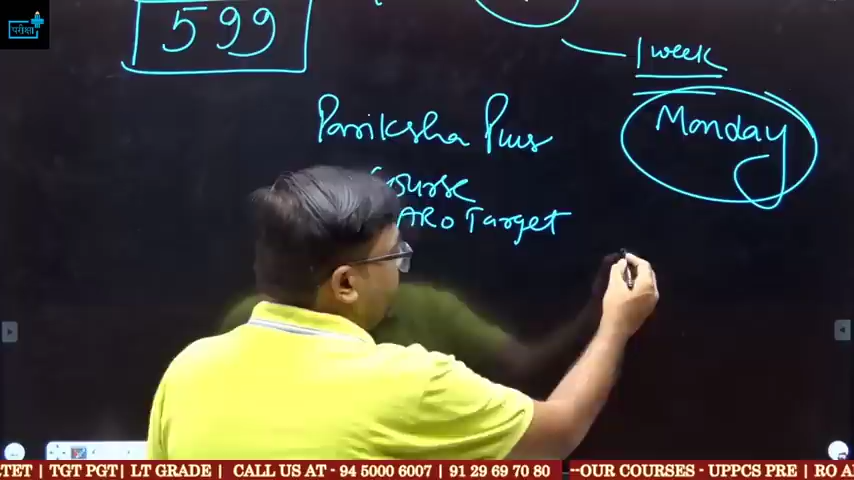 परीक्षा
599
1 week
Monday
Pariksha Plus
Course
ARO Target
TET | TGT PGT | LT GRADE | CALL US AT - 94 5000 6007 | 91 29 69 70 80 --OUR COURSES - UPPCS PRE | RO A